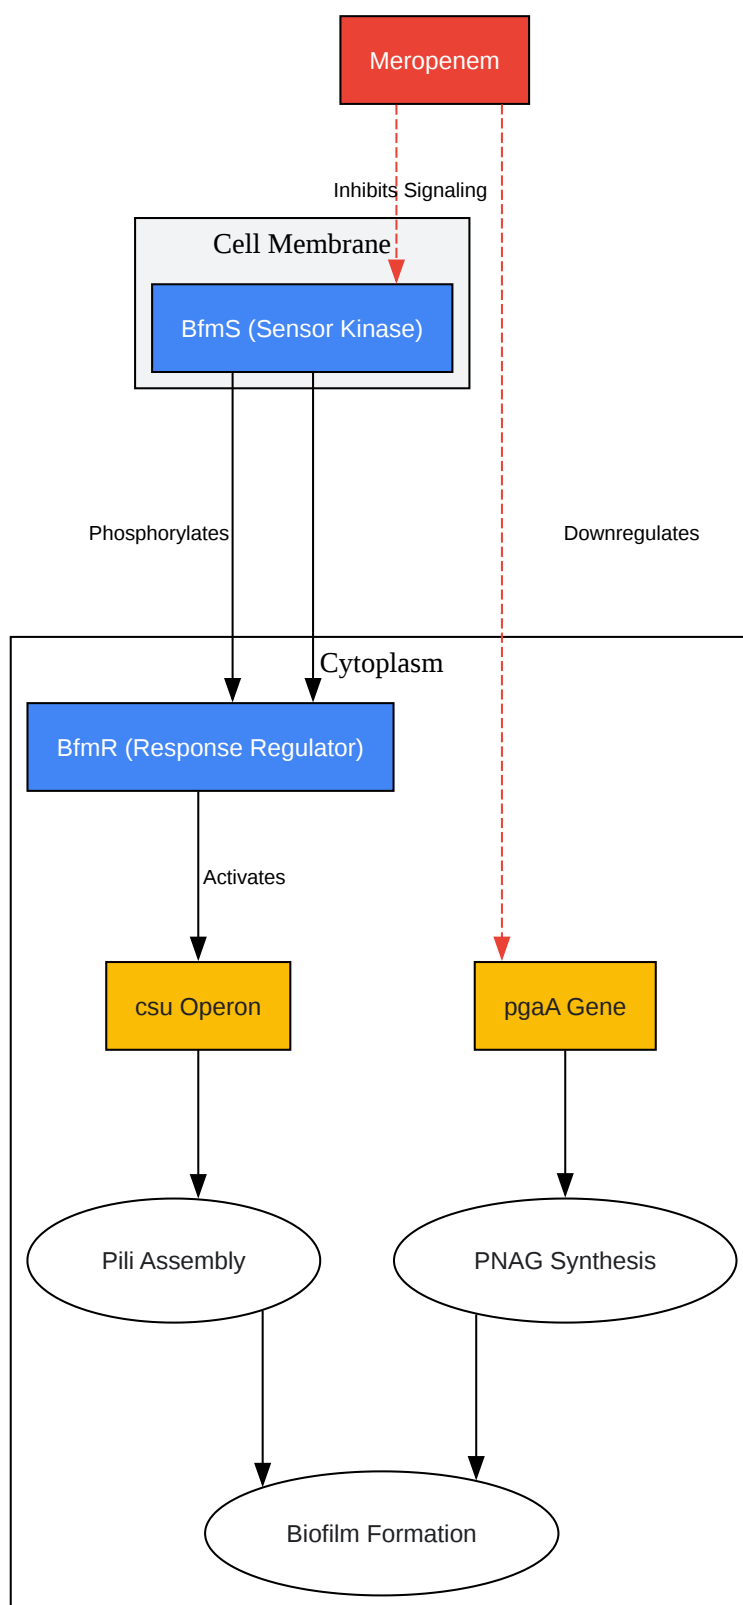 Meropenem
Inhibits Signaling
Cell Membrane
BfmS (Sensor Kinase)
Phosphorylates
Downregulates
Cytoplasm
BfmR (Response Regulator)
Activates
csu Operon
pgaA Gene
Pili Assembly
PNAG Synthesis
Biofilm Formation